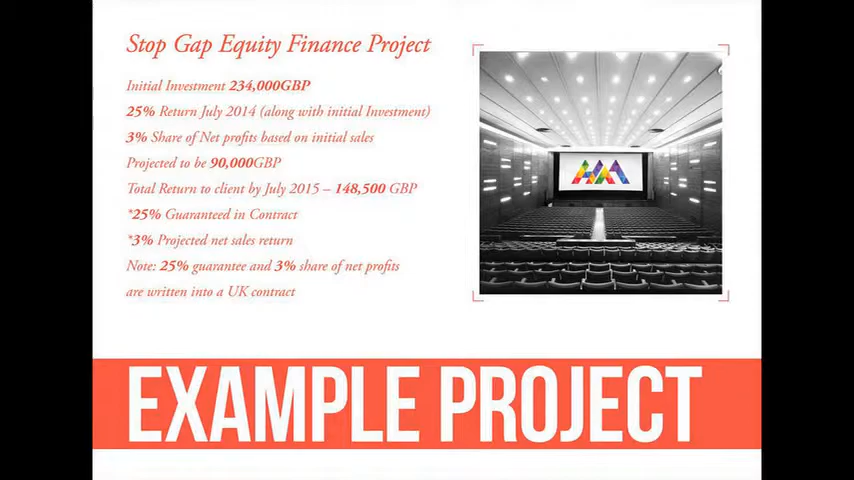 Stop Gap Equity Finance Project
Initial Investment 234,000GBP
25% Return July 2014 (along with initial Investment)
3% Share of Net profits based on initial sales
Projected to be 90,000GBP
Total Return to client by July 2015 – 148,500 GBP
*25% Guaranteed in Contract
*3% Projected net sales return
Note: 25% guarantee and 3% share of net profits
are written into a UK contract
EXAMPLE PROJECT